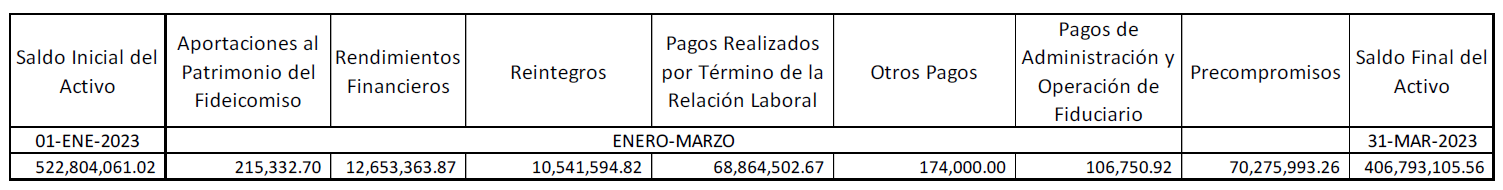 Saldo Inicial del
Activo
Aportaciones al
Patrimonio del
Fideicomiso
Rendimientos
Financieros
Reintegros
Pagos Realizados
por Término de la
Relación Laboral
Otros Pagos
Pagos de
Administración y
Operación de
Fiduciario
Precompromisos
Saldo Final del
Activo
01-ENE-2023
ENERO-MARZO
31-MAR-2023
522,804,061.02
215,332.70
12,653,363.87
10,541,594.82
68,864,502.67
174,000.00
106,750.92
70,275,993.26
406,793,105.56